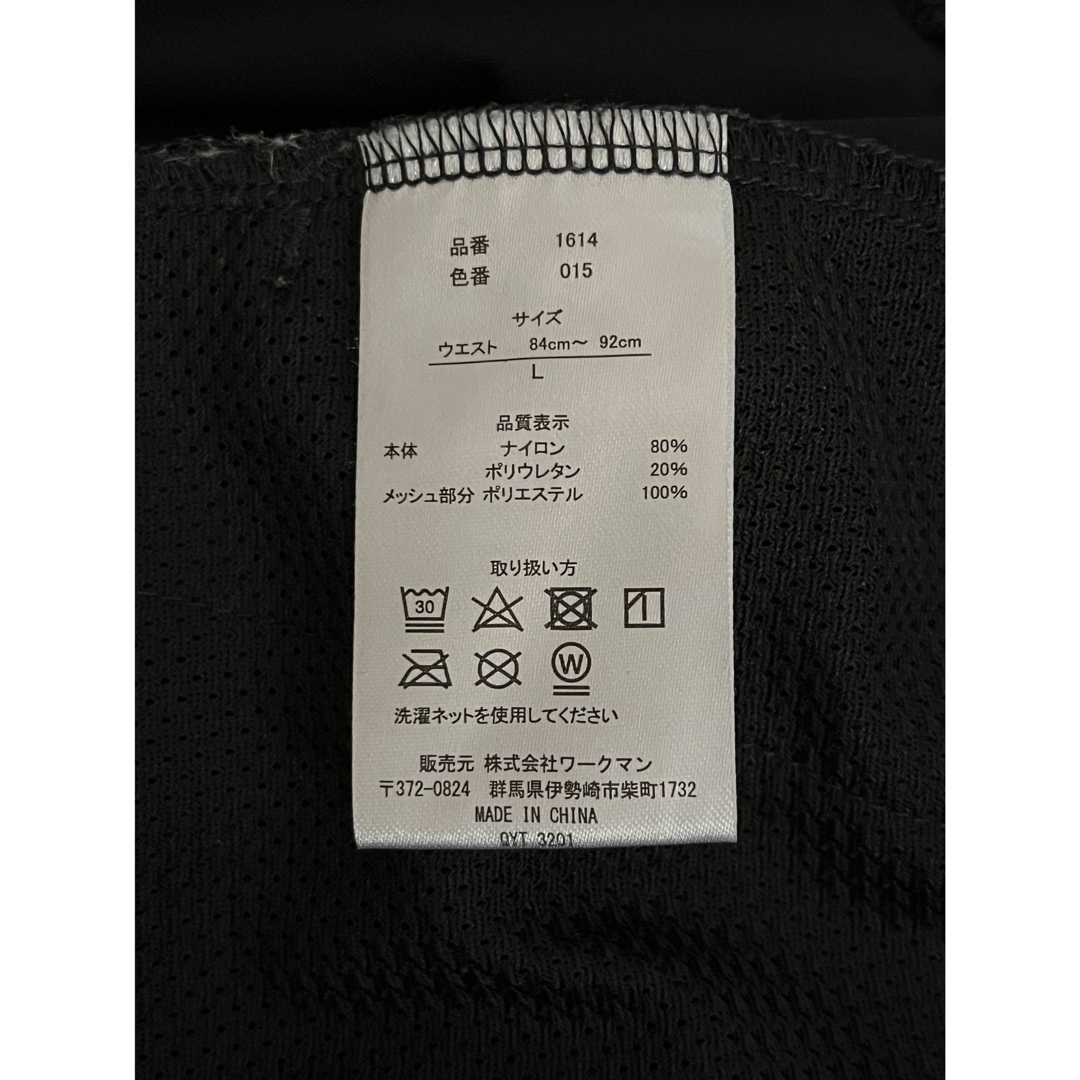 品番 1614
色番 015
サイズ
ウエスト 84cm～ 92cm
L
品質表示
本体 ナイロン 80%
ポリウレタン 20%
メッシュ部分 ポリエステル 100%
取り扱い方
30
W
洗濯ネットを使用してください
販売元 株式会社ワークマン
〒372-0824 群馬県伊勢崎市柴町1732
MADE IN CHINA
QYT 3201